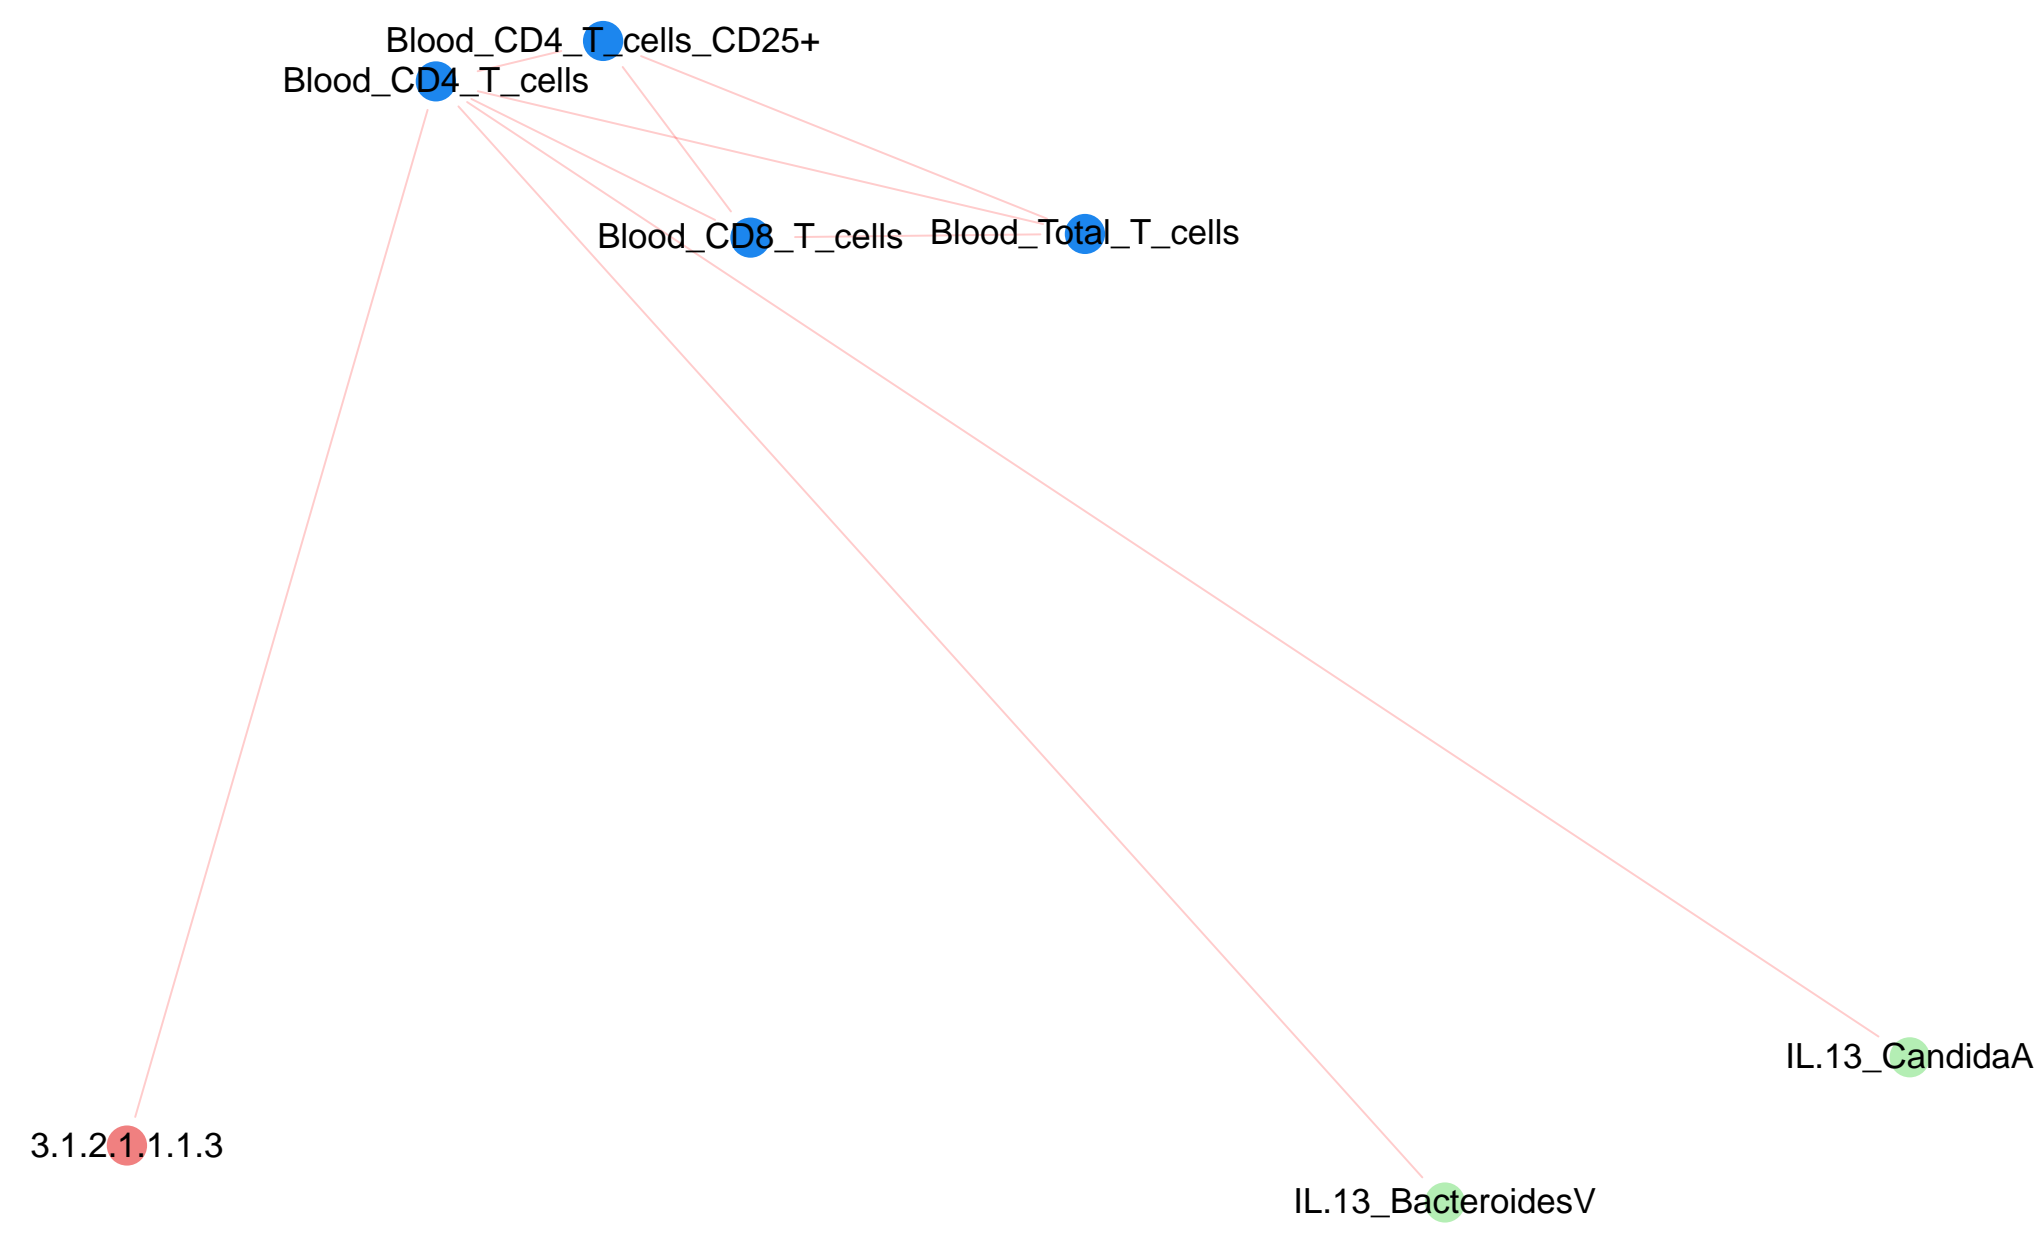 Blood_CD4_T_cells_CD25+
Blood_CD4_T_cells
Blood_CD8_T_cells
Blood_Total_T_cells
IL.13_CandidaA
3.1.2.1.1.1.3
IL.13_BacteroidesV